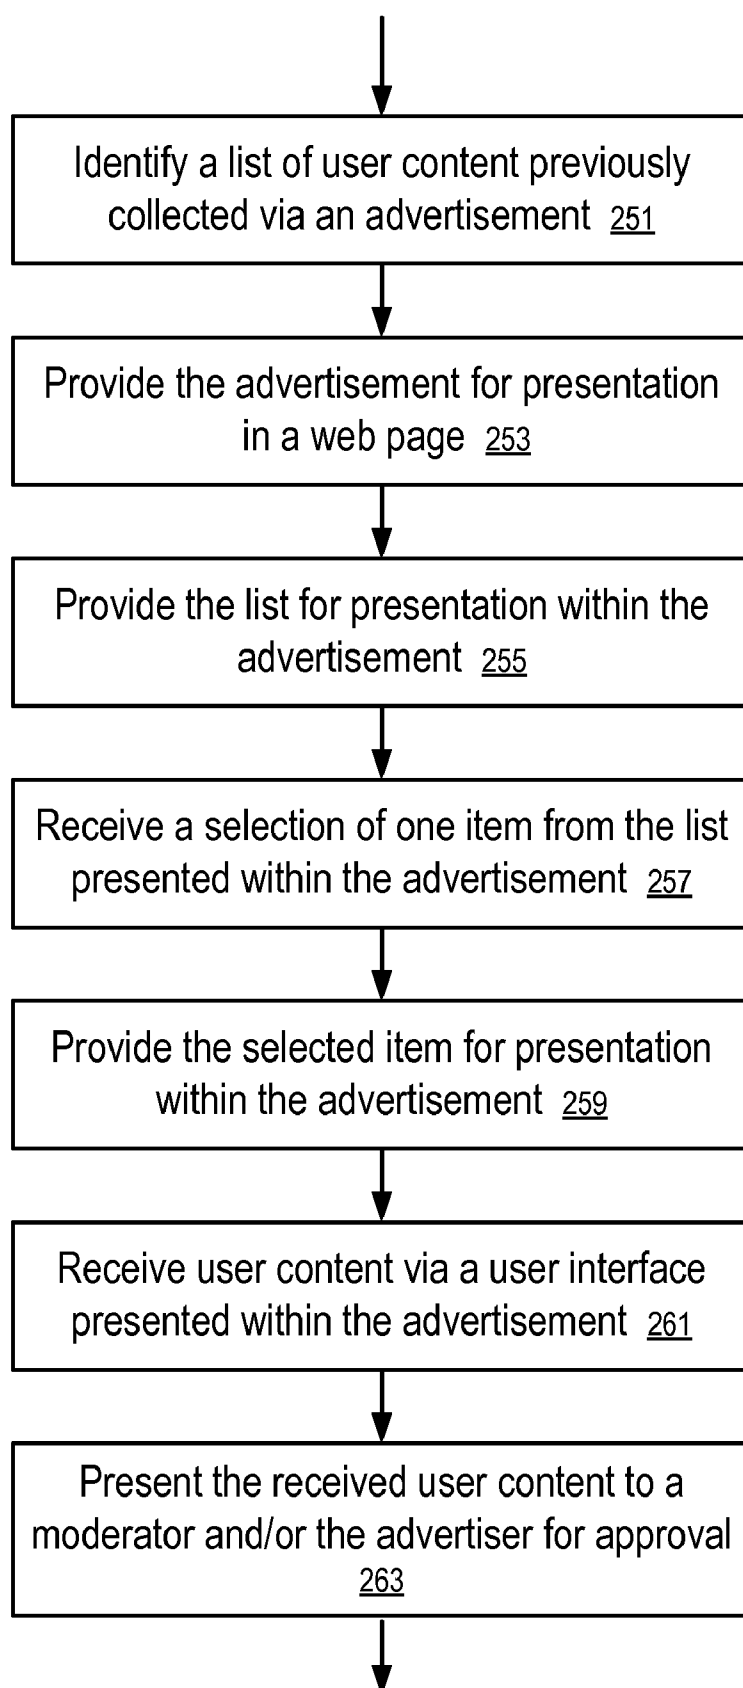 Identify a list of user content previously
collected via an advertisement 251
Provide the advertisement for presentation
in a web page 253
Provide the list for presentation within the
advertisement 255
Receive a selection of one item from the list
presented within the advertisement 257
Provide the selected item for presentation
within the advertisement 259
Receive user content via a user interface
presented within the advertisement 261
Present the received user content to a
moderator and/or the advertiser for approval
263